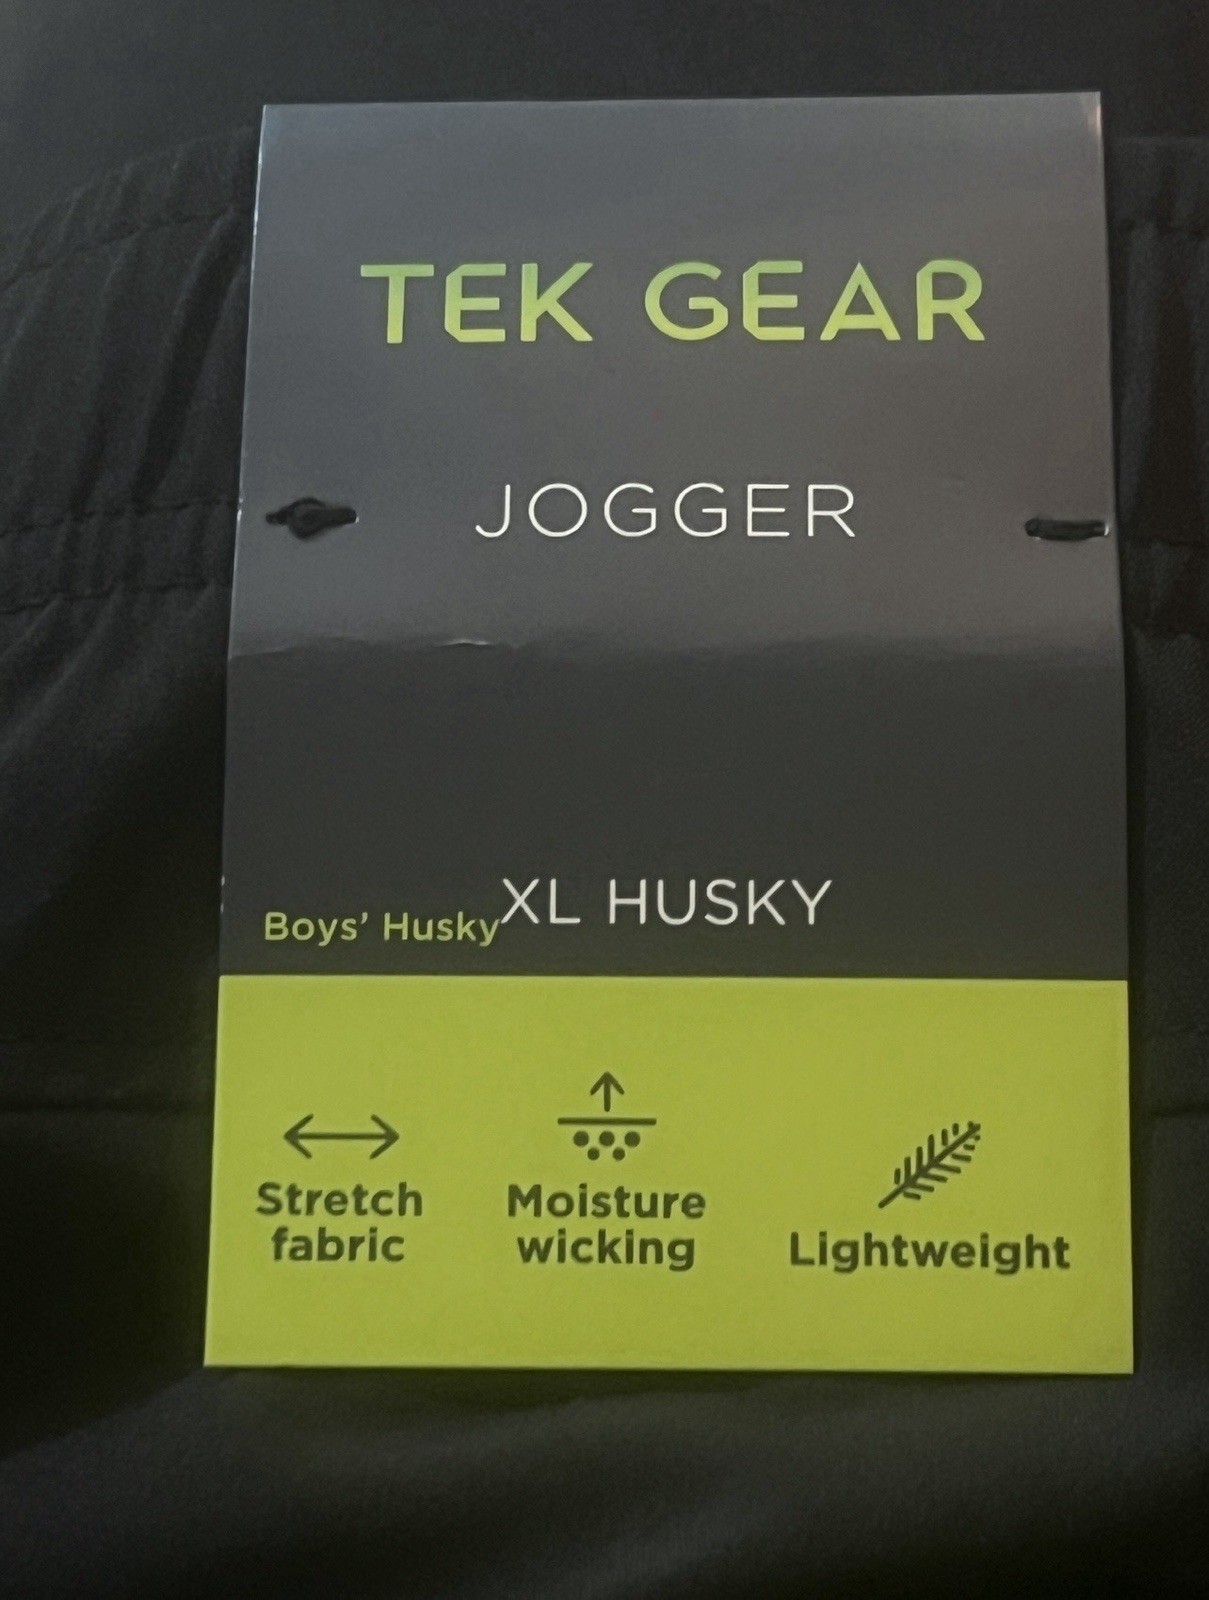 TEK GEAR
JOGGER
Boys' Husky XL HUSKY
Stretch
fabric
Moisture
wicking
Lightweight